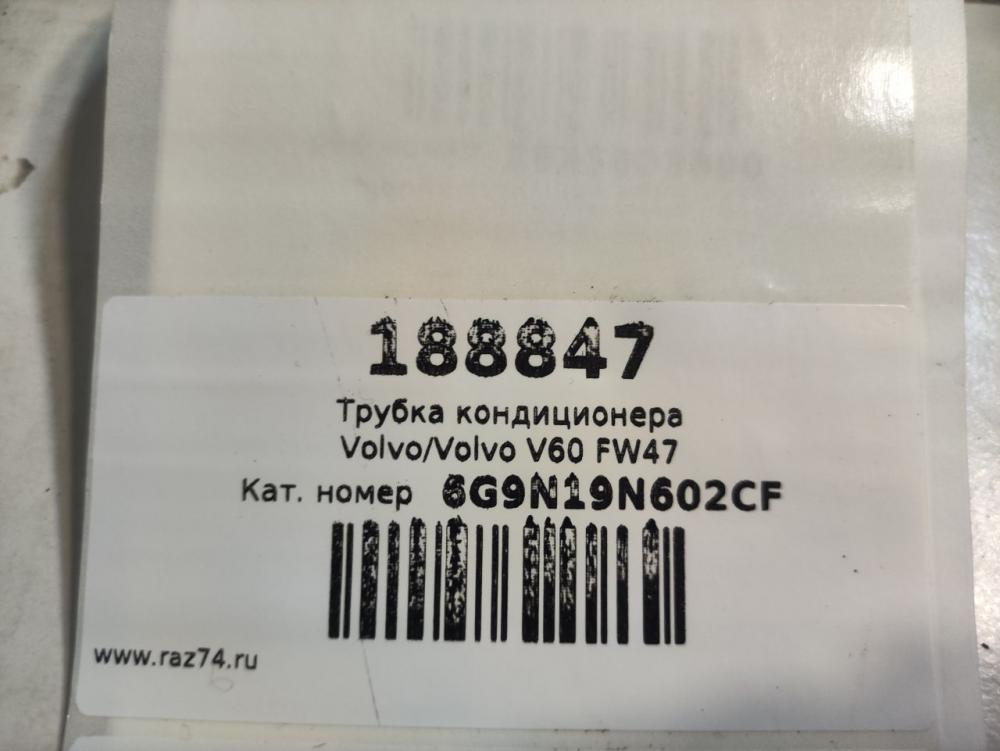 188847
Трубка кондиционера
Volvo/Volvo V60 FW47
Кат. номер 6G9N19N602CF
www.raz74.ru